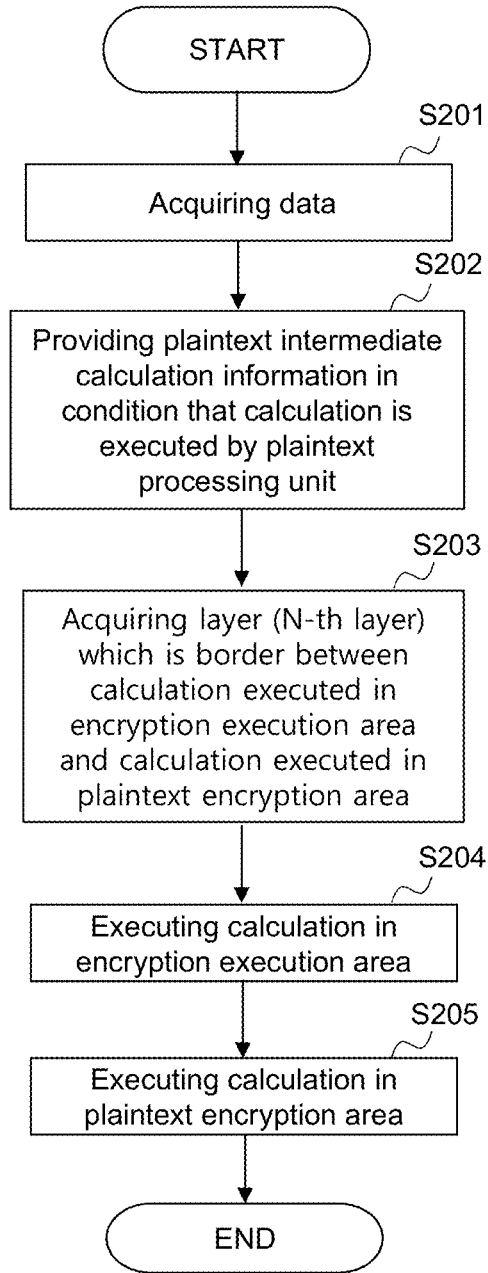 START
S201
Acquiring data
S202
Providing plaintext intermediate
calculation information in
condition that calculation is
executed by plaintext
processing unit
S203
Acquiring layer (N-th layer)
which is border between
calculation executed in
encryption execution area
and calculation executed in
plaintext encryption area
S204
Executing calculation in
encryption execution area
S205
Executing calculation in
plaintext encryption area
END